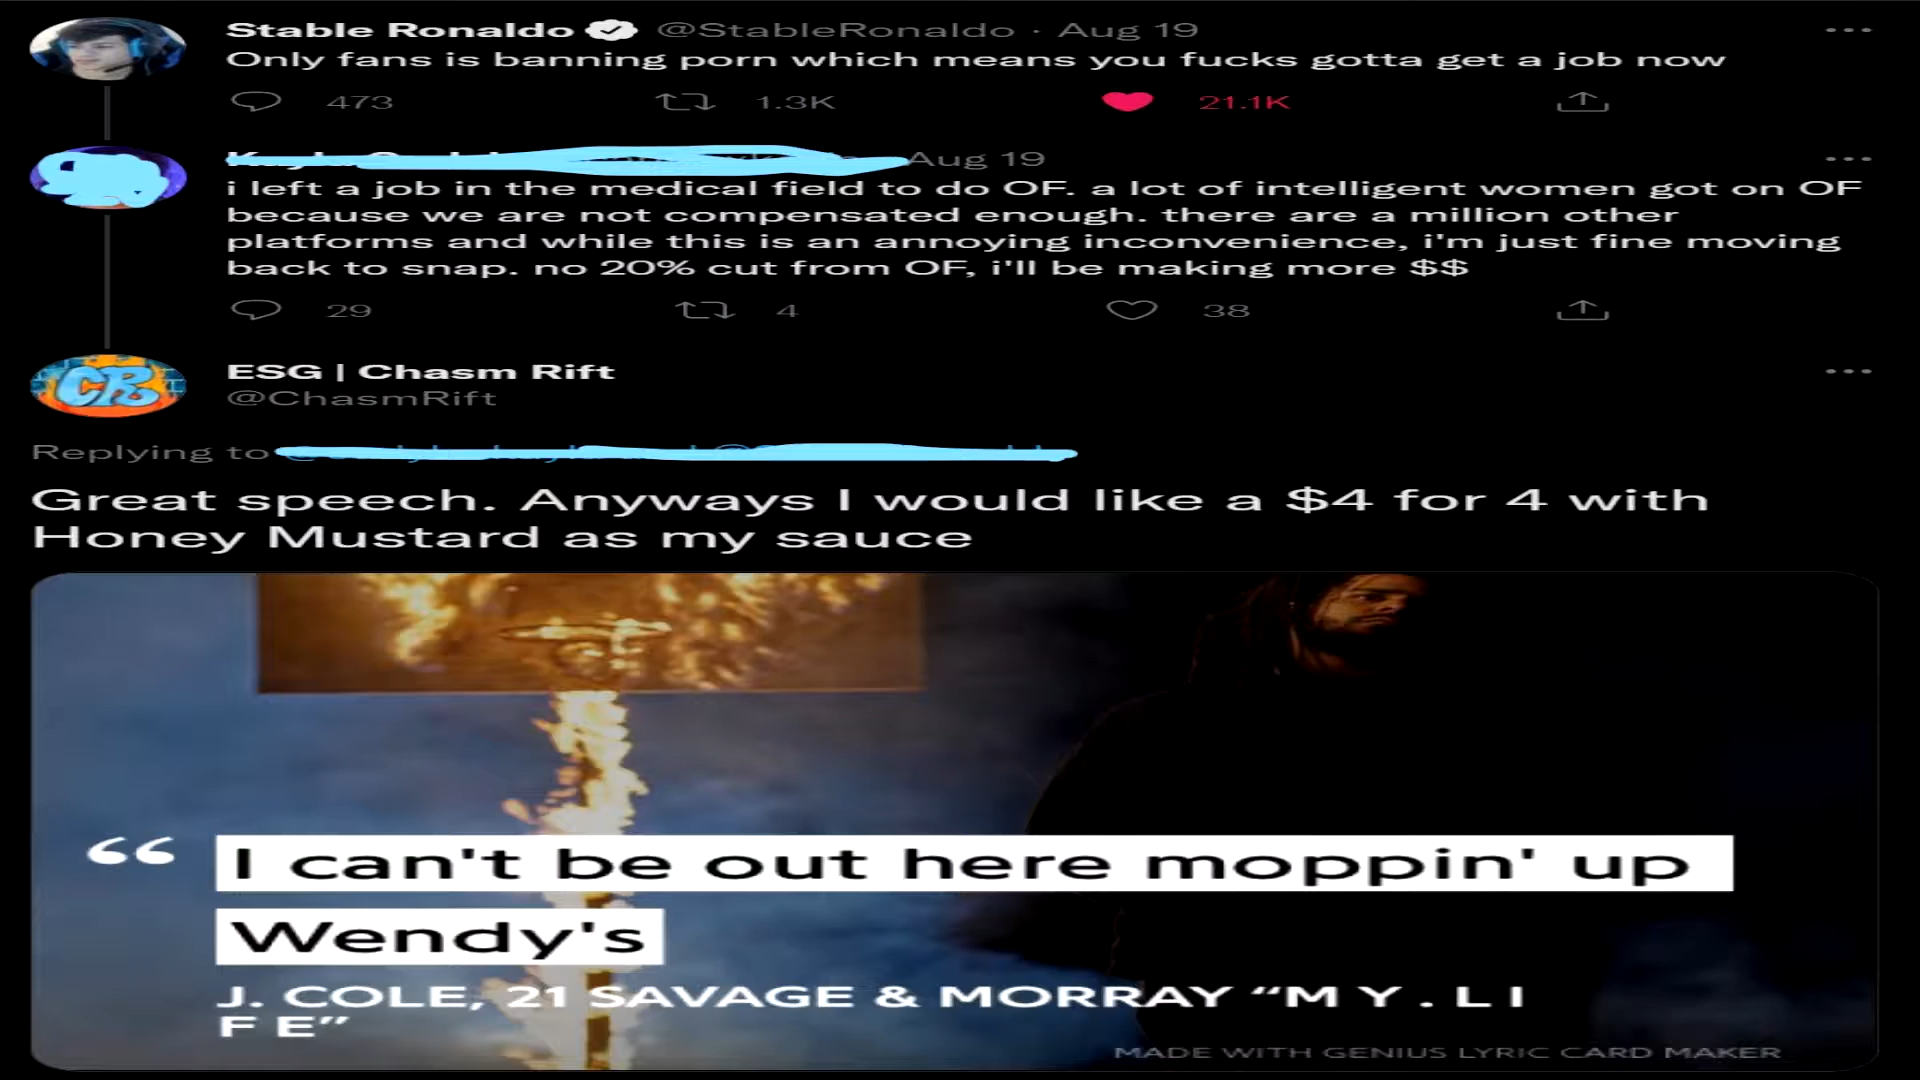 Stable Ronaldo @StableRonaldo · Aug 19
Only fans is banning porn which means you fucks gotta get a job now
473 1.3K 21.1K
Aug 19
i left a job in the medical field to do OF. a lot of intelligent women got on OF
because we are not compensated enough. there are a million other
platforms and while this is an annoying inconvenience, i'm just fine moving
back to snap. no 20% cut from OF, i'll be making more $$
29 4 38
CR
ESG | Chasm Rift
@ChasmRift
Replying to
Great speech. Anyways I would like a $4 for 4 with
Honey Mustard as my sauce
“ I can't be out here moppin' up
Wendy's
J. COLE, 21 SAVAGE & MORRAY “M Y . L I
F E”
MADE WITH GENIUS LYRIC CARD MAKER